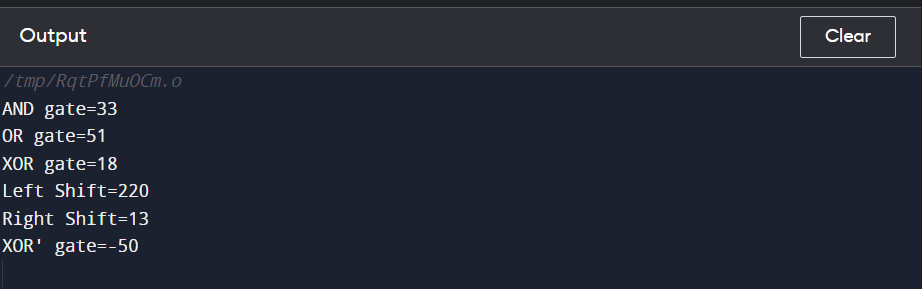 Output
Clear
/tmp/RqtPfMuOCm.o
AND gate=33
OR gate=51
XOR gate=18
Left Shift=220
Right Shift=13
XOR' gate=-50